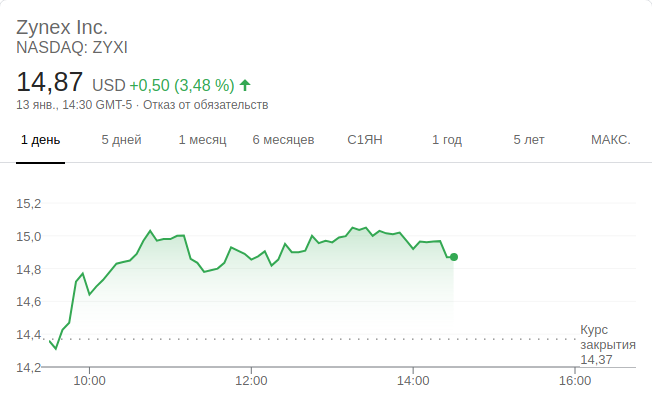 Zynex Inc.
NASDAQ: ZYXI
14,87 USD +0,50 (3,48 %)
13 янв., 14:30 GMT-5 · Отказ от обязательств
1 день 5 дней 1 месяц 6 месяцев С1ЯН 1 год 5 лет МАКС.
15,2
15,0
14,8
14,6
14,4
14,2
Курс
закрытия
14,37
10:00 12:00 14:00 16:00